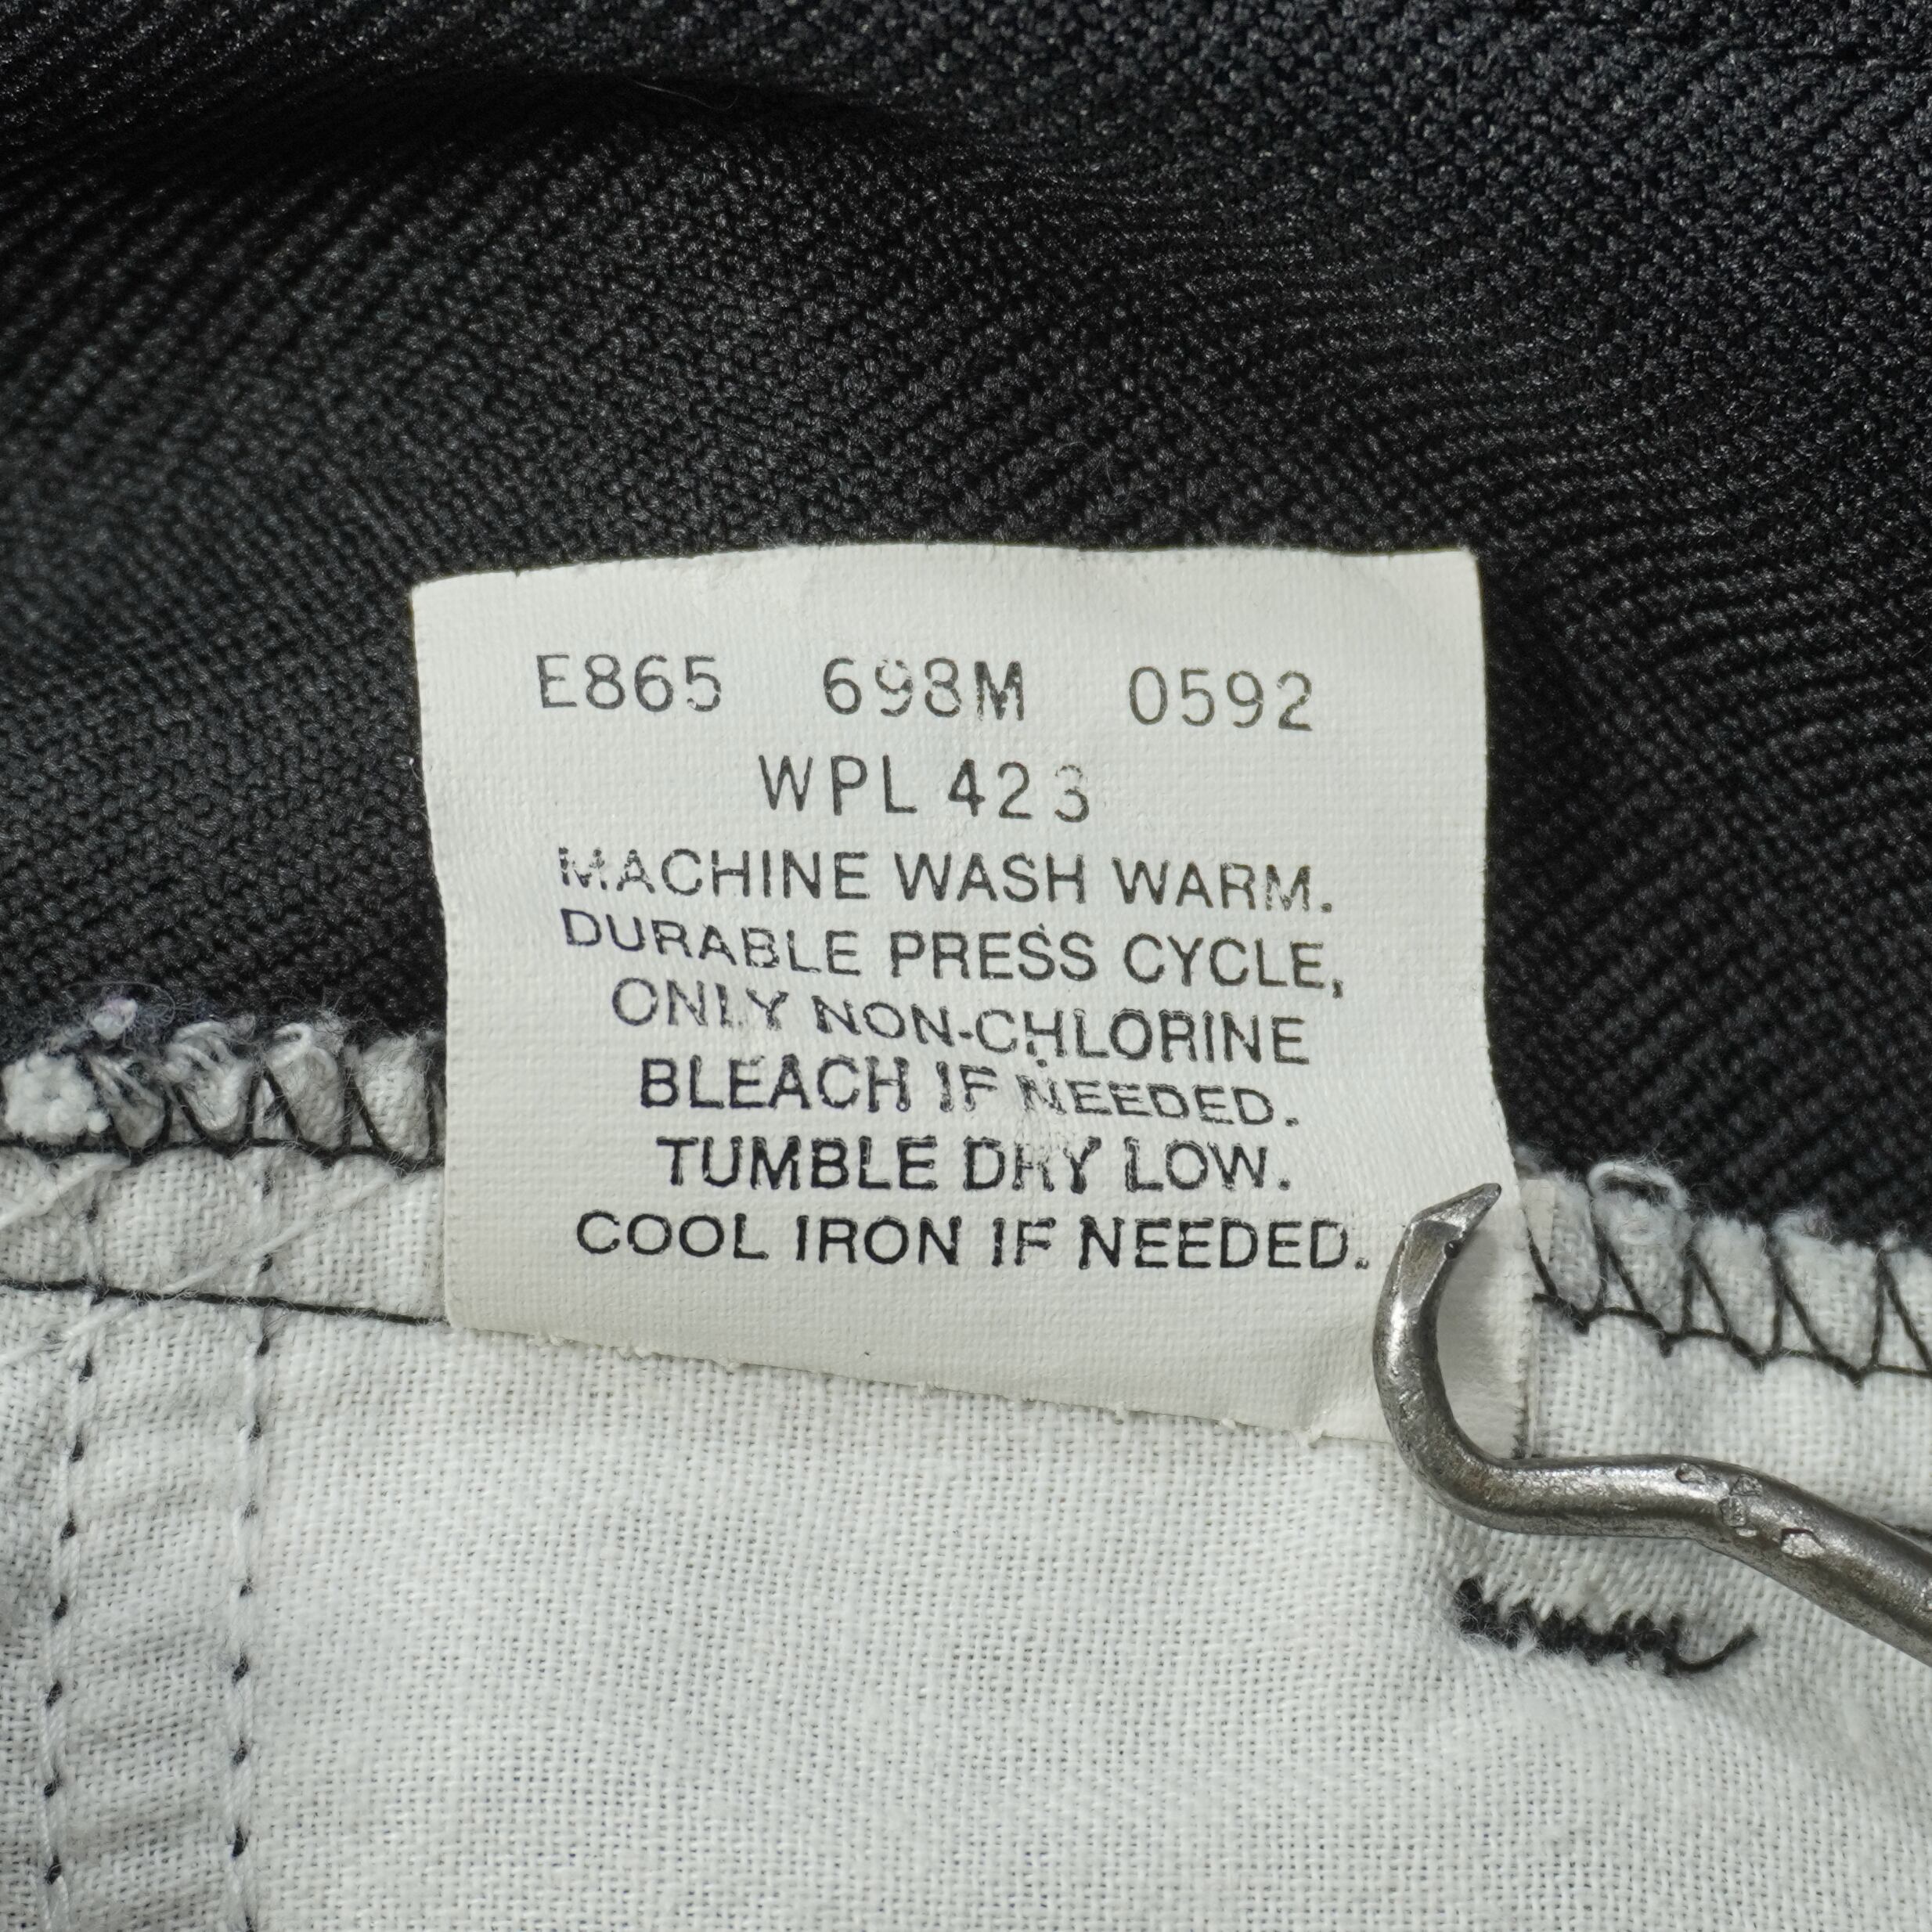 E865 698M 0592
WPL 423
MACHINE WASH WARM.
DURABLE PRESS CYCLE,
ONLY NON-CHLORINE
BLEACH IF NEEDED.
TUMBLE DRY LOW.
COOL IRON IF NEEDED.